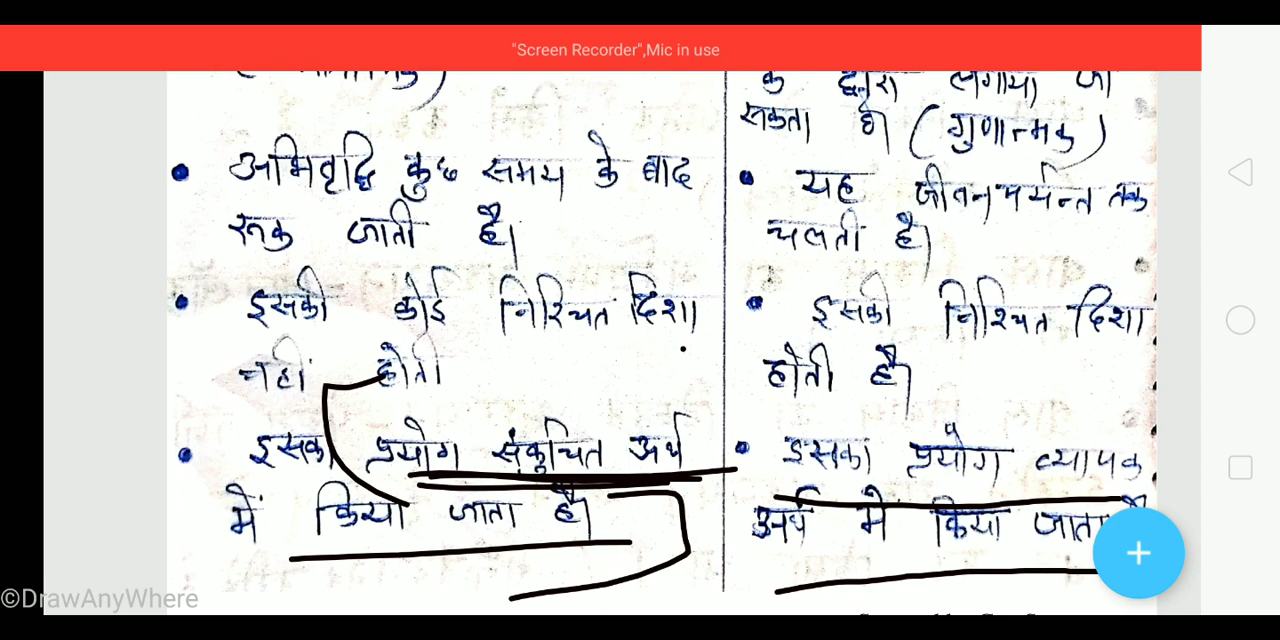 "Screen Recorder",Mic in use
के द्वारा लगाया जा
सकता है। (गुणात्मक)
• अभिवृद्धि कुछ समय के बाद
रुक जाती है।
• यह जीवनपर्यन्त तक
चलती है।
• इसकी कोई निश्चित दिशा
नहीं होती
• इसकी निश्चित दिशा
होती है।
• इसका प्रयोग संकुचित अर्थ
में किया जाता है।
• इसका प्रयोग व्यापक
अर्थ में किया जाता
©DrawAnyWhere